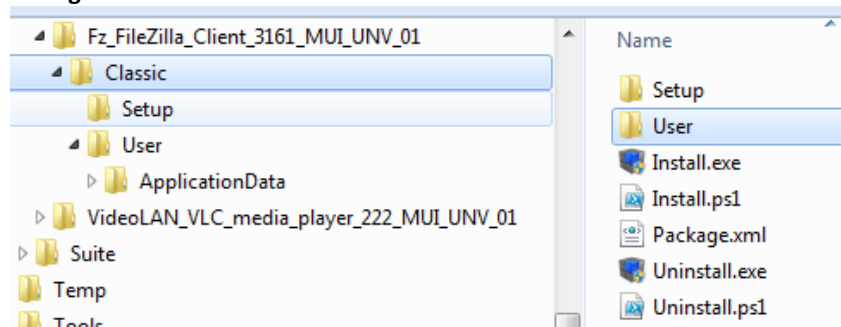 Fz_FileZilla_Client_3161_MUI_UNV_01
Classic
Setup
User
ApplicationData
VideoLAN_VLC_media_player_222_MUI_UNV_01
Suite
Temp
Tools
Name
Setup
User
Install.exe
Install.ps1
Package.xml
Uninstall.exe
Uninstall.ps1